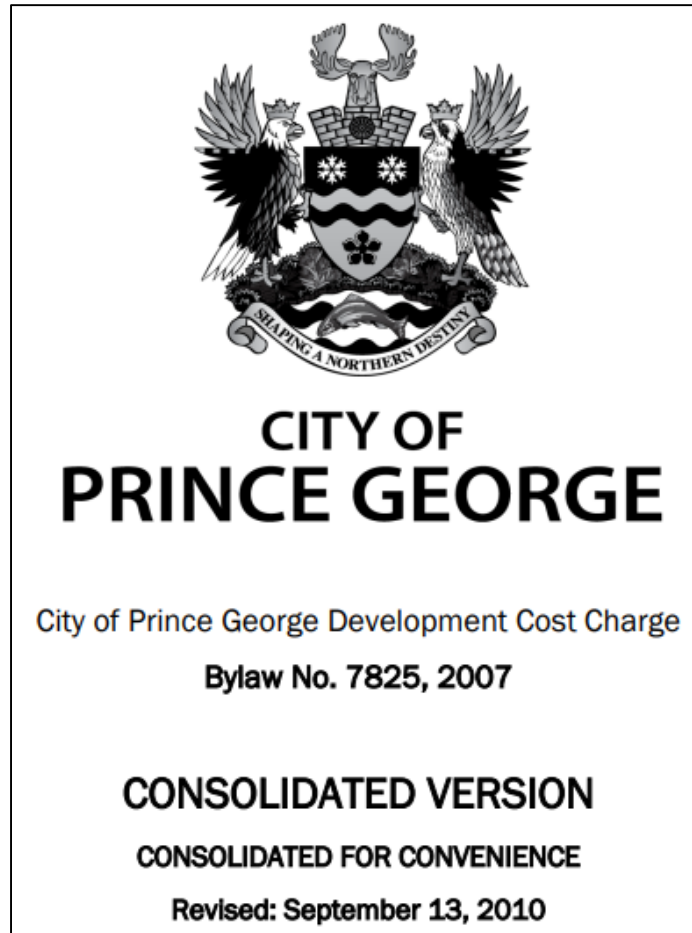 SHAPING A NORTHERN DESTINY
CITY OF
PRINCE GEORGE
City of Prince George Development Cost Charge
Bylaw No. 7825, 2007
CONSOLIDATED VERSION
CONSOLIDATED FOR CONVENIENCE
Revised: September 13, 2010